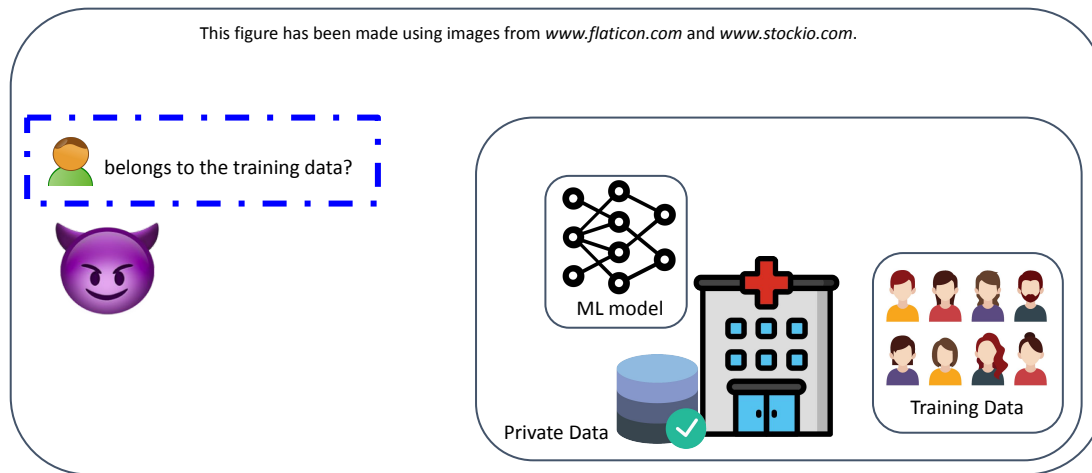 This figure has been made using images from www.flaticon.com and www.stockio.com.
belongs to the training data?
ML model
Private Data
Training Data